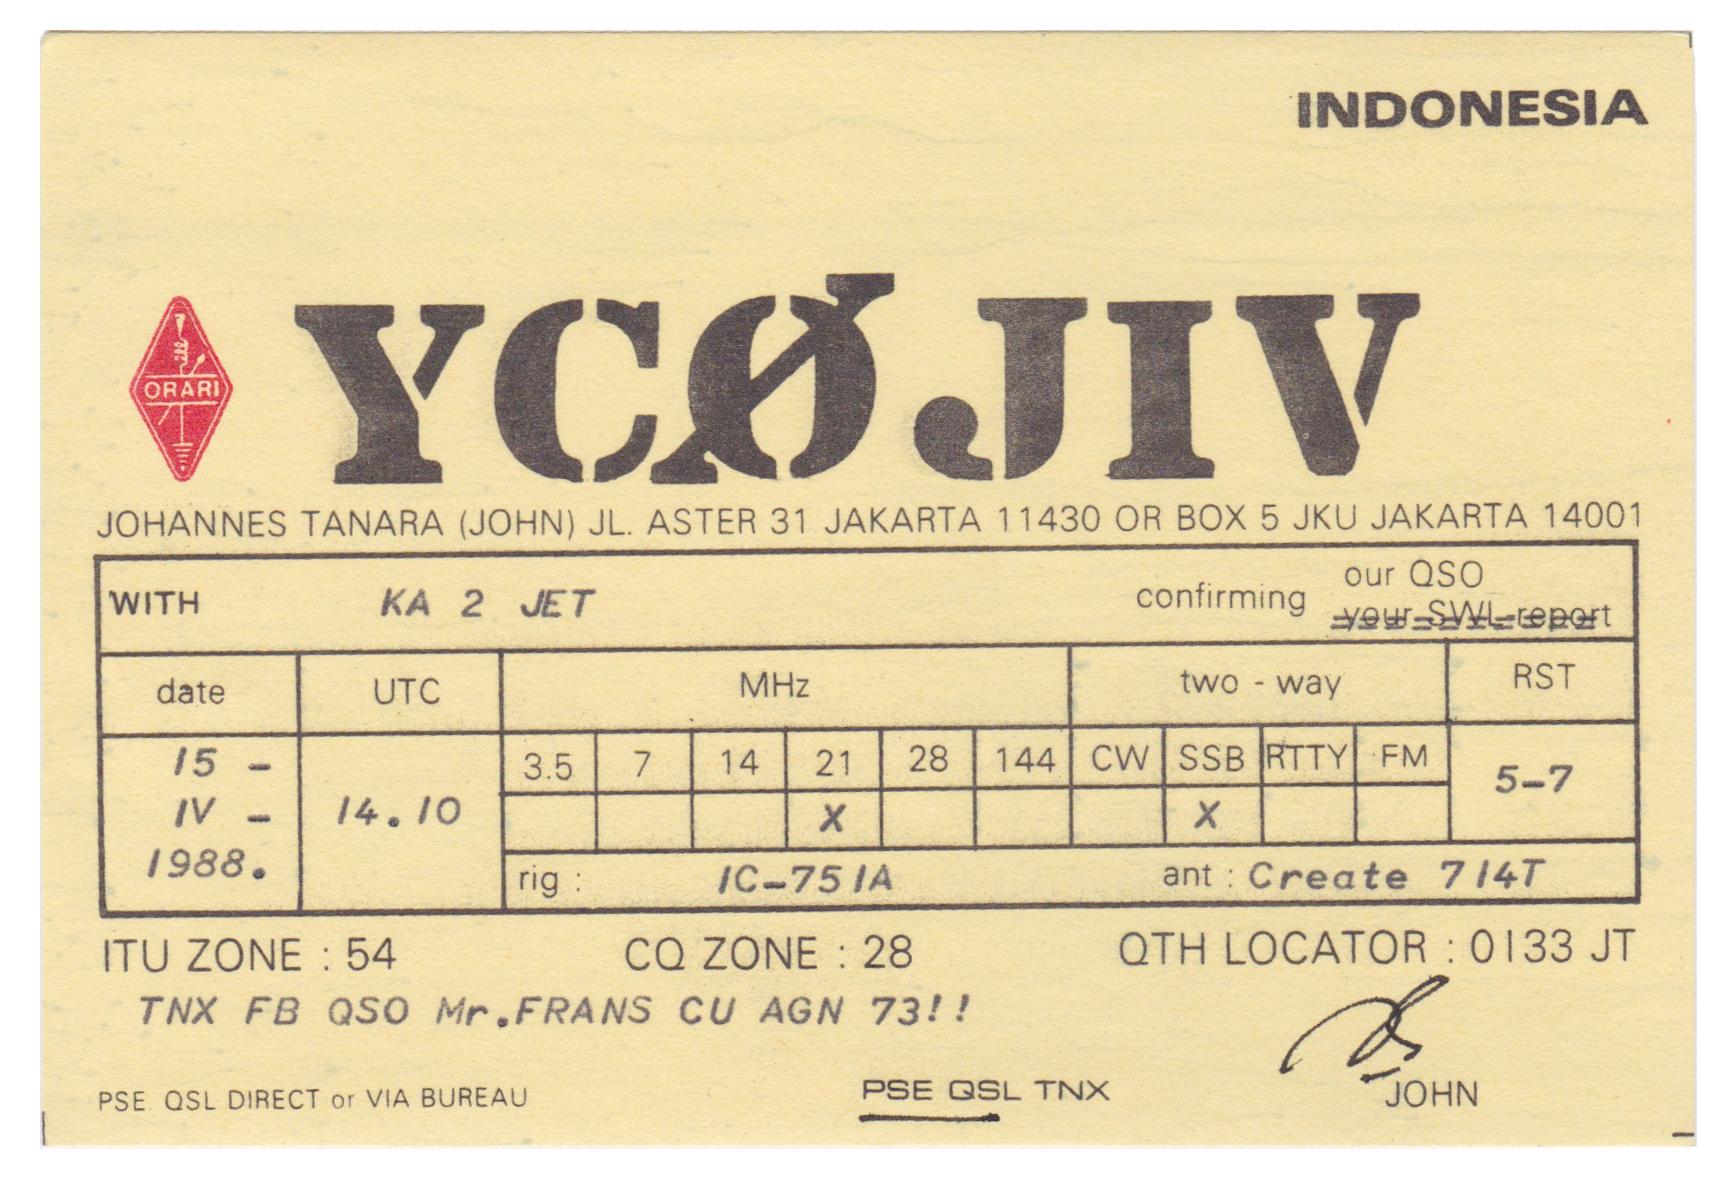 INDONESIA
ORARI
YCØJIV
JOHANNES TANARA (JOHN) JL. ASTER 31 JAKARTA 11430 OR BOX 5 JKU JAKARTA 14001
WITH KA 2 JET confirming our QSO
your SWL report
date UTC MHz two - way RST
3.5 7 14 21 28 144 CW SSB RTTY FM
15 -
IV -
1988.
14.10
X X
5-7
rig : IC-751A ant : Create 714T
ITU ZONE : 54 CQ ZONE : 28 QTH LOCATOR : 0133 JT
TNX FB QSO Mr.FRANS CU AGN 73!!
PSE QSL DIRECT or VIA BUREAU PSE QSL TNX JOHN